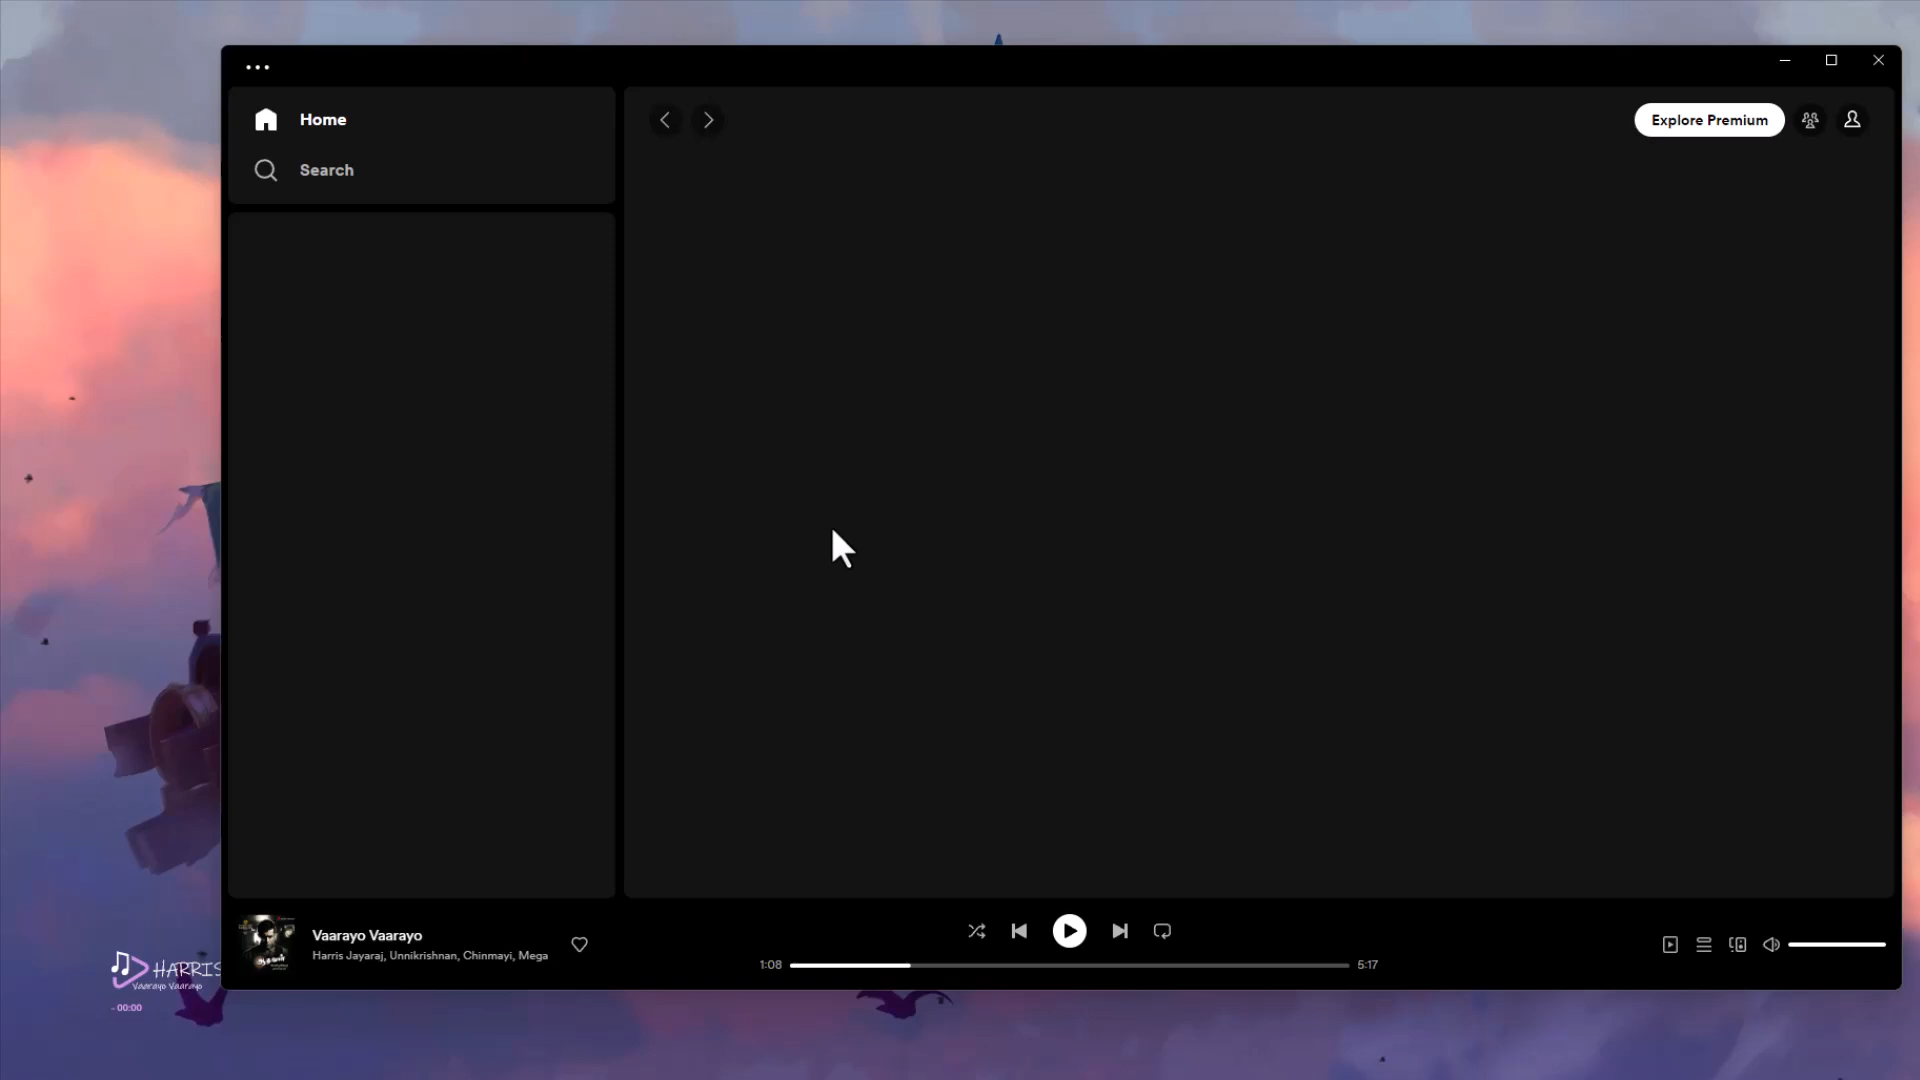 Home
Explore Premium
Search
Vaarayo Vaarayo
Harris Jayaraj, Unnikrishnan, Chinmayi, Mega
1:08
5:17
HARRIS
Vaarayo Vaarayo
- 00:00